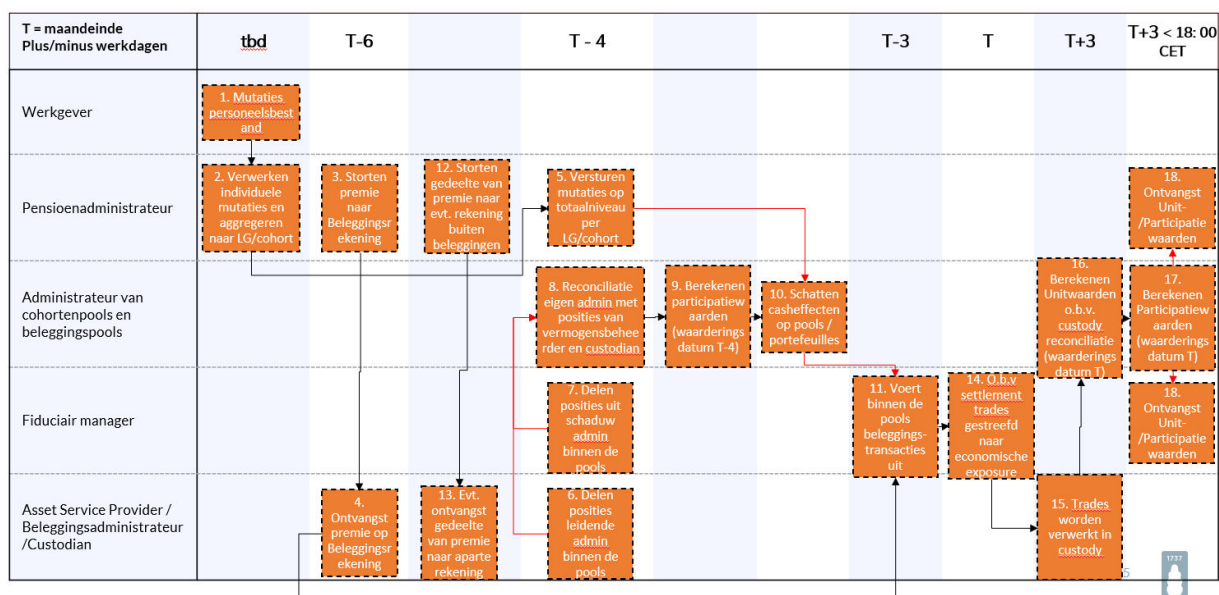 T = maandeinde
Plus/minus werkdagen
tbd
T-6
T - 4
T-3
T
T+3
T+3 < 18: 00
CET
Werkgever
1. Mutaties
personeelsbest
and
Pensioenadministrateur
2. Verwerken
individuele
mutaties en
aggregeren
naar LG/cohort
3. Storten
premie
naar
Beleggingsr
ekening
12. Storten
gedeelte van
premie naar
evt. rekening
buiten
beleggingen
5. Versturen
mutaties op
totaalniveau
per
LG/cohort
18.
Ontvangst
Unit-
/Participatie
waarden
Administrateur van
cohortenpools en
beleggingspools
8. Reconciliatie
eigen admin met
posities van
vermogensbehee
rder en custodian
9. Berekenen
participatiew
aarden
(waarderings
datum T-4)
10. Schatten
casheffecten
op pools /
portefeuilles
16.
Berekenen
Unitwaarden
o.b.v.
custody
reconciliatie
(waarderings
datum T)
17.
Berekenen
Participatiew
aarden
(waarderings
datum T)
Fiduciair manager
7. Delen
posities uit
schaduw
admin
binnen de
pools
11. Voert
binnen de
pools
beleggings-
transacties
uit
14. O.b.v
settlement
trades
gestreefd
naar
economische
exposure
18.
Ontvangst
Unit-
/Participatie
waarden
Asset Service Provider /
Beleggingsadministrateur
/Custodian
4.
Ontvangst
premie op
Beleggingsr
ekening
13. Evt.
ontvangst
gedeelte
van premie
naar aparte
rekening
6. Delen
posities
leidende
admin
binnen de
pools
15. Trades
worden
verwerkt in
custody
5
1737